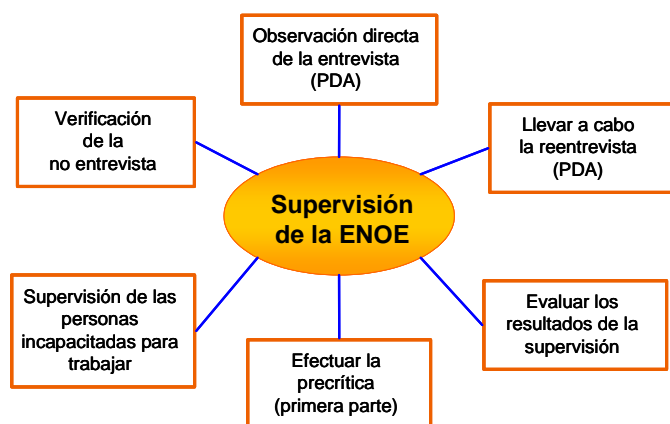 Observación directa
de la entrevista
(PDA)
Verificación
de la
no entrevista
Llevar a cabo
la reentrevista
(PDA)
Supervisión
de la ENOE
Supervisión de las
personas
incapacitadas para
trabajar
Efectuar la
precrítica
(primera parte)
Evaluar los
resultados de la
supervisión